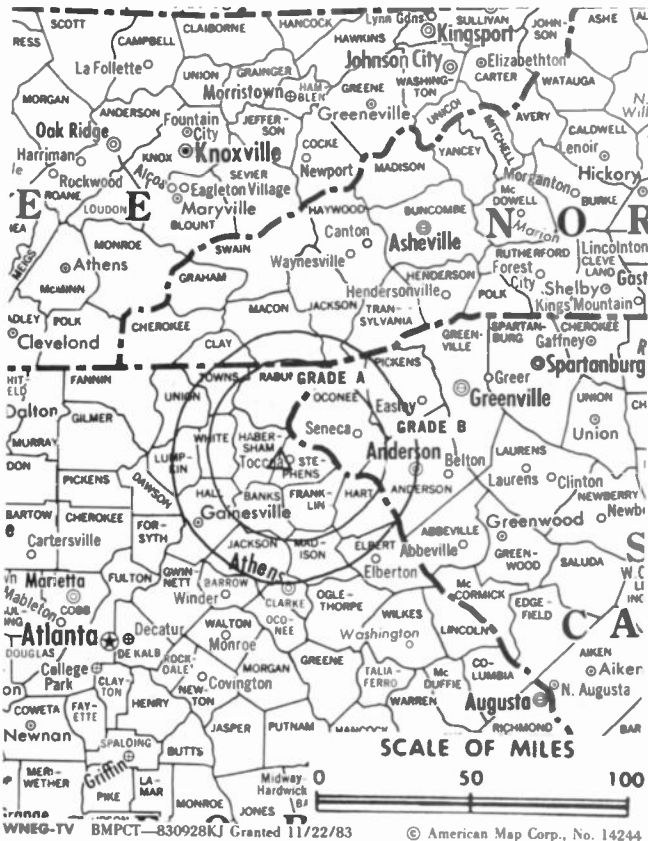 SCOTT
CLAIBORNE
HANCOCK
Lynn Gdns.
SULLIVAN
JOHN-
SON
ASHE
RESS
CAMPBELL
HAWKINS
Kingsport
La Follette
UNION
GRAINGER
Johnson City
Elizabethton
Morristown
HAM
BLEN
GREENE
WASHING-
TON
CARTER
WATAUGA
MORGAN
ANDERSON
Greeneville
UNICOI
AVERY
Oak Ridge
Fountain
City
JEFFER-
SON
MITCHELL
CALDWELL
Lenoir
Harriman
KNOX
Knoxville
COCKE
YANCEY
Hickory
Rockwood
Alcoa
SEVIER
Newport
MADISON
Morganton
Eagleton Village
Mc
DOWELL
BURKE
E
ROANE
E
Maryville
HAYWOOD
BUNCOMBE
N
O
R
LOUDON
BLOUNT
Marion
MONROE
SWAIN
Canton
Asheville
RUTHERFORD
Lincolnton
MEIGS
Athens
Waynesville
HENDERSON
Forest
City
CLEVE
LAND
Gast
McMINN
GRAHAM
Hendersonville
Shelby
MACON
JACKSON
TRAN-
SYLVANIA
POLK
Kings Mountain
ADLEY
POLK
CHEROKEE
GREEN-
VILLE
SPARTAN-
BURG
CHEROKEE
Cleveland
CLAY
PICKENS
Gaffney
Spartanburg
HIT-
ELD
FANNIN
TOWNS
RABUN
GRADE A
Greer
Dalton
UNION
OCONEE
Easley
Greenville
UNION
GILMER
Seneca
GRADE B
Union
MURRAY
WHITE
HABER-
SHAM
Anderson
LAURENS
DON
LUMP-
KIN
Toccoa
STE-
PHENS
Belton
PICKENS
DAWSON
ANDERSON
Laurens
Clinton
HALL
BANKS
FRANK-
LIN
HART
NEWBERRY
BARTOW
CHEROKEE
Gainesville
Greenwood
Newb
e
FOR-
SYTH
ABBEVILLE
Cartersville
JACKSON
MAD-
ISON
ELBERT
Abbeville
GREEN-
WOOD
S
FULTON
GWIN-
NETT
Athens
Elberton
SALUDA
Marietta
BARROW
OGLE-
THORPE
Mc
CORMICK
COBB
Winder
CLARKE
EDGE-
FIELD
Mableton
WALTON
OCO-
NEE
WILKES
Atlanta
Decatur
Monroe
Washington
LINCOLN
C
A
DOUGLAS
DE KALB
GREENE
AIKEN
College
Park
ROCK-
DALE
MORGAN
TALIA-
FERRO
Mc
DUFFIE
CO-
LUMBIA
Aiken
CLAY-
TON
NEW-
TON
Covington
N. Augusta
COWETA
FAY-
ETTE
HENRY
WARREN
Augusta
Newnan
JASPER
PUTNAM
RICHMOND
BAR
SPALDING
BUTTS
HANCOCK
SCALE OF MILES
Griffin
MERI-
WETHER
LA-
MAR
Midway-
Hardwick
0 50 100
PIKE
MONROE
JONES
WNEG-TV BMPCT—830928KJ Granted 11/22/83
© American Map Corp., No. 14244